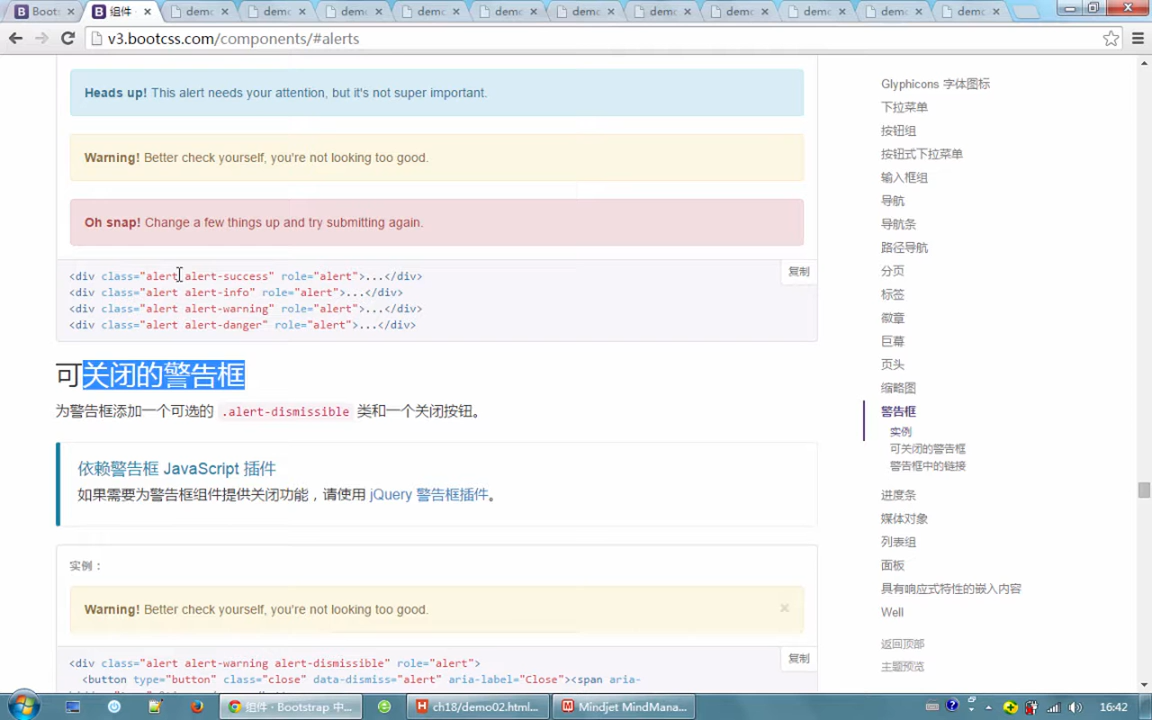 Boots
组件 ·
demo
demo
demo
demo
demo
demo
demo
demo
demo
demo
demo
v3.bootcss.com/components/#alerts
Heads up! This alert needs your attention, but it's not super important.
Warning! Better check yourself, you're not looking too good.
Oh snap! Change a few things up and try submitting again.
复制
<div class="alert alert-success" role="alert">...</div>
<div class="alert alert-info" role="alert">...</div>
<div class="alert alert-warning" role="alert">...</div>
<div class="alert alert-danger" role="alert">...</div>
可关闭的警告框
为警告框添加一个可选的 .alert-dismissible 类和一个关闭按钮。
依赖警告框 JavaScript 插件
如果需要为警告框组件提供关闭功能，请使用 jQuery 警告框插件。
实例：
Warning! Better check yourself, you're not looking too good. ×
复制
<div class="alert alert-warning alert-dismissible" role="alert">
<button type="button" class="close" data-dismiss="alert" aria-label="Close"><span aria-
Glyphicons 字体图标
下拉菜单
按钮组
按钮式下拉菜单
输入框组
导航
导航条
路径导航
分页
标签
徽章
巨幕
页头
缩略图
警告框
实例
可关闭的警告框
警告框中的链接
进度条
媒体对象
列表组
面板
具有响应式特性的嵌入内容
Well
返回顶部
主题预览
组件 · Bootstrap 中...
ch18/demo02.html...
Mindjet MindMana...
16:42